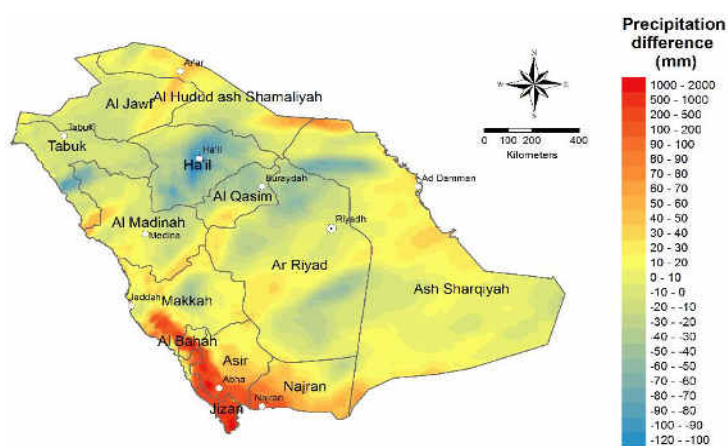 Precipitation
difference
(mm)
1000 - 2000
500 - 1000
100 - 200
90 - 100
80 - 90
70 - 80
60 - 70
50 - 60
40 - 50
30 - 40
20 - 30
10 - 20
0 - 10
-10 - 0
-20 - -10
-30 - -20
-40 - -30
-50 - -40
-60 - -50
-70 - -60
-80 - -70
-90 - -80
-100 - -90
-120 - -100
N
W
E
S
0 100 200 400
Kilometers
Arar
Al Jawf
Al Hudud ash Shamaliyah
Tabuk
Tabuk
Ha'il
Ha'il
Buraydah
Al Qasim
Ad Dammen
Al Madinah
Medina
Riyadh
Ar Riyad
Ash Sharqiyah
Jaddah
Makkah
Al Bahah
Asir
Abha
Najran
Najran
Jizan